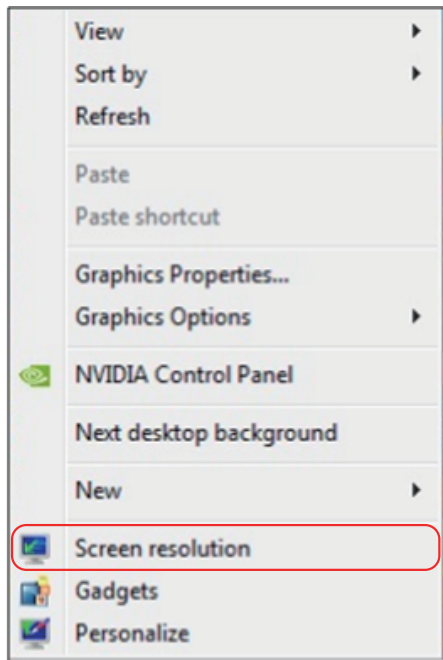 View
Sort by
Refresh
Paste
Paste shortcut
Graphics Properties...
Graphics Options
NVIDIA Control Panel
Next desktop background
New
Screen resolution
Gadgets
Personalize